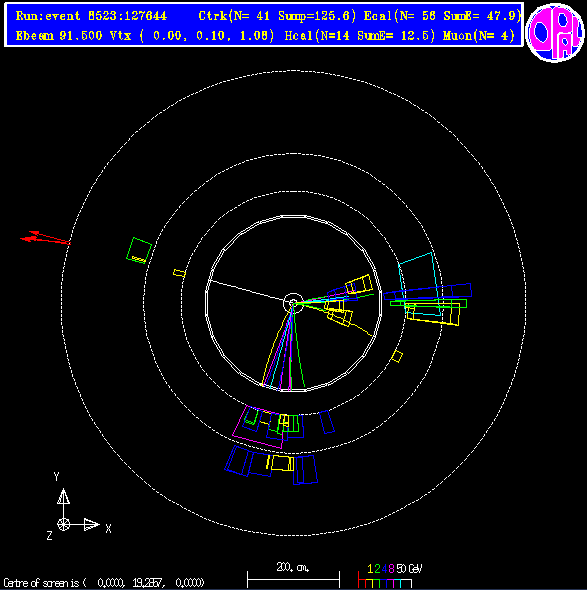 Run:event 8523:127644 Ctrk(N= 41 Sump=125.6) Ecal(N= 56 SumE= 47.9)
Ebeam 91.500 Vtx ( 0.00, 0.10, 1.08) Hcal(N=14 SumE= 12.5) Muon(N= 4)
OPAL
Y
X
Z
200. cm.
1 2 4 8 50 GeV
Centre of screen is ( 0.0000, 19.2857, 0.0000)